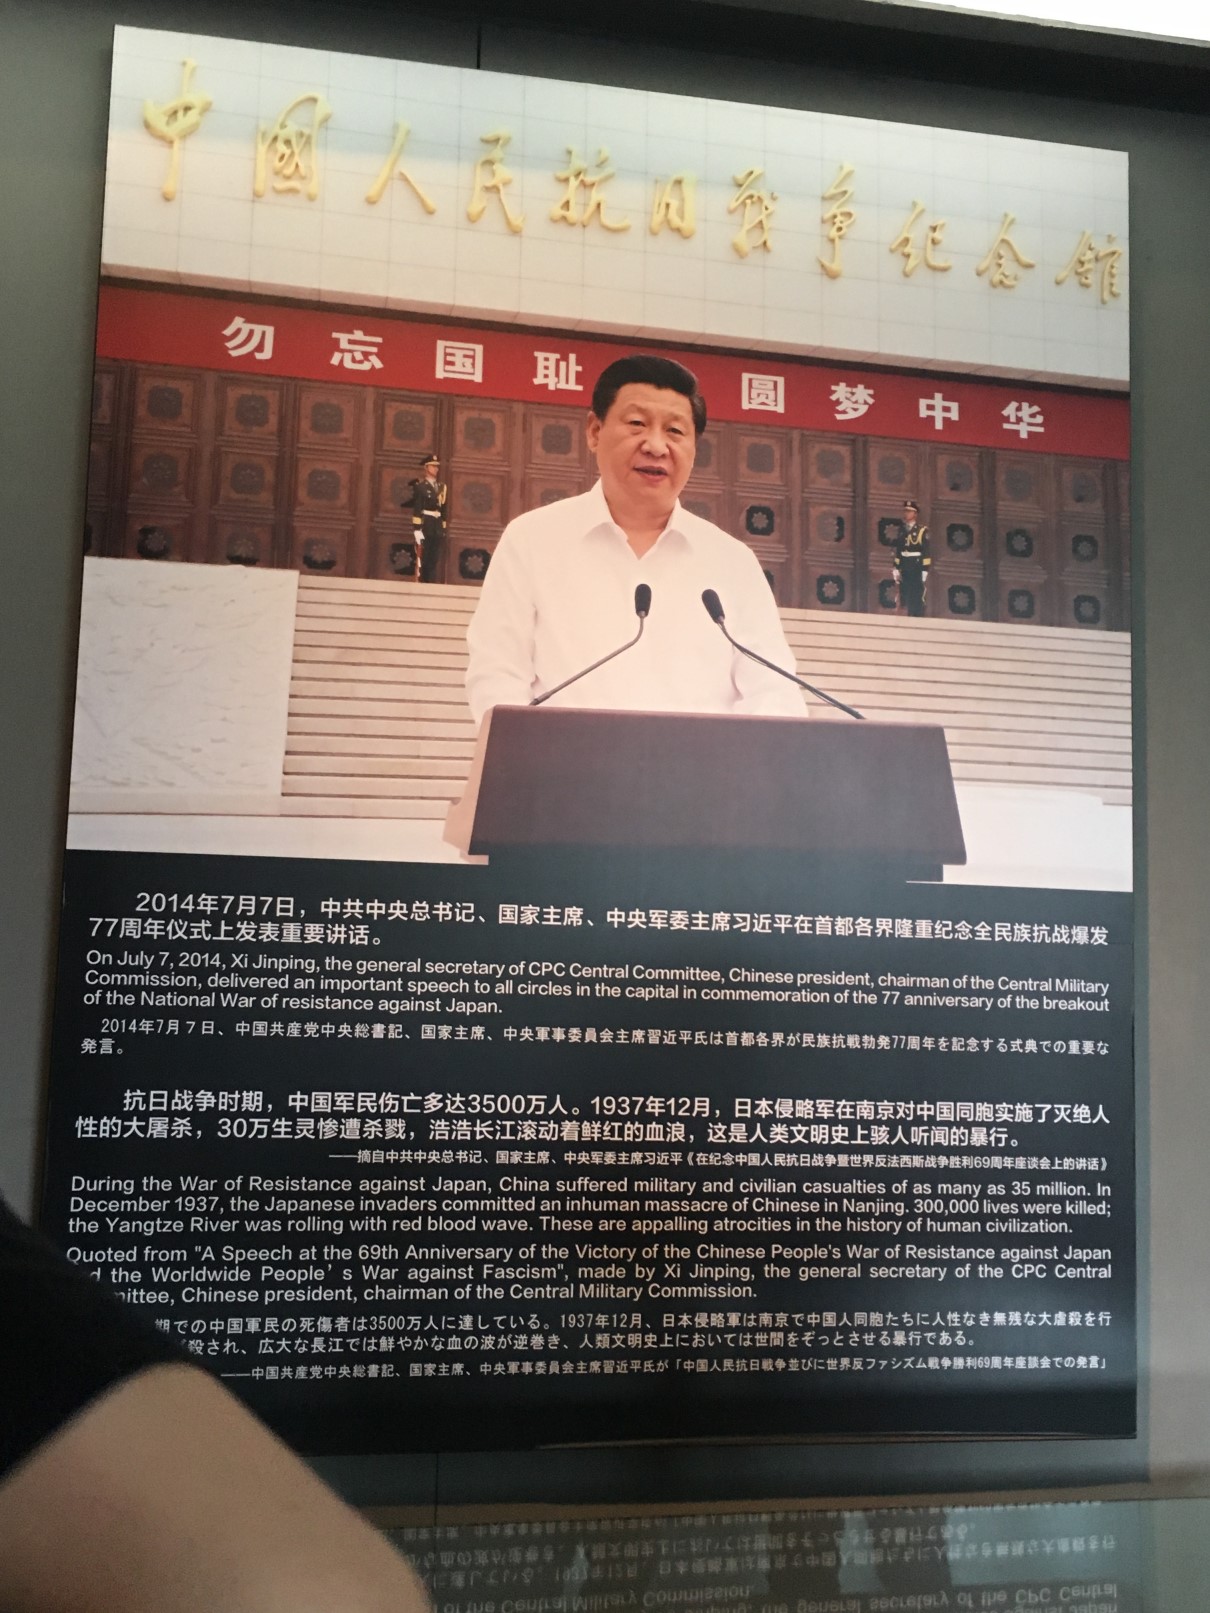 中國人民抗日戰爭纪念館
勿忘国耻 圆梦中华
2014年7月7日，中共中央总书记、国家主席、中央军委主席习近平在首都各界隆重纪念全民族抗战爆发
77周年仪式上发表重要讲话。
On July 7, 2014, Xi Jinping, the general secretary of CPC Central Committee, Chinese president, chairman of the Central Military
Commission, delivered an important speech to all circles in the capital in commemoration of the 77 anniversary of the breakout
of the National War of resistance against Japan.
2014年7月7日、中国共産党中央総書記、国家主席、中央軍事委員会主席習近平氏は首都各界が民族抗戦勃発77周年を記念する式典での重要な
発言。
抗日战争时期，中国军民伤亡多达3500万人。1937年12月，日本侵略军在南京对中国同胞实施了灭绝人
性的大屠杀，30万生灵惨遭杀戮，浩浩长江滚动着鲜红的血浪，这是人类文明史上骇人听闻的暴行。
——摘自中共中央总书记、国家主席、中央军委主席习近平《在纪念中国人民抗日战争暨世界反法西斯战争胜利69周年座谈会上的讲话》
During the War of Resistance against Japan, China suffered military and civilian casualties of as many as 35 million. In
December 1937, the Japanese invaders committed an inhuman massacre of Chinese in Nanjing. 300,000 lives were killed;
the Yangtze River was rolling with red blood wave. These are appalling atrocities in the history of human civilization.
Quoted from "A Speech at the 69th Anniversary of the Victory of the Chinese People's War of Resistance against Japan
the Worldwide People's War against Fascism", made by Xi Jinping, the general secretary of the CPC Central
Chinese president, chairman of the Central Military Commission.
期での中国軍民の死傷者は3500万人に達している。1937年12月、日本侵略軍は南京で中国人同胞たちに人性なき無残な大虐殺を行
殺され、広大な長江では鮮やかな血の波が逆巻き、人類文明史上においては世間をぞっとさせる暴行である。
——中国共産党中央総書記、国家主席、中央軍事委員会主席習近平氏が「中国人民抗日戦争並びに世界反ファシズム戦争勝利69周年座談会での発言」